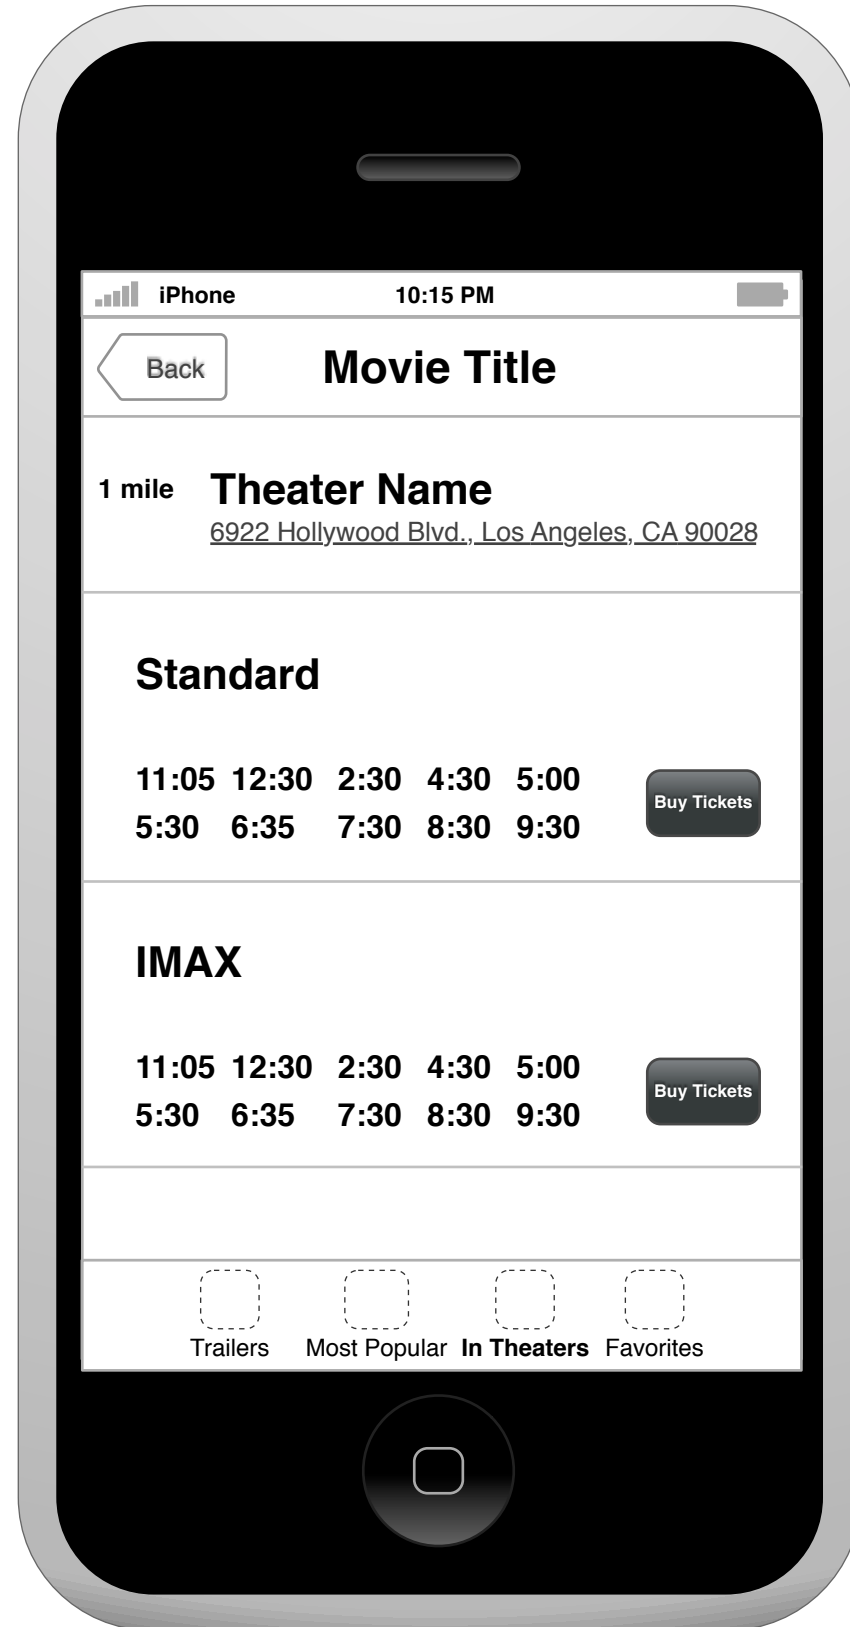 iPhone 10:15 PM
Back Movie Title
1 mile Theater Name
6922 Hollywood Blvd., Los Angeles, CA 90028
Standard
11:05 12:30 2:30 4:30 5:00
Buy Tickets
5:30 6:35 7:30 8:30 9:30
IMAX
11:05 12:30 2:30 4:30 5:00
Buy Tickets
5:30 6:35 7:30 8:30 9:30
Trailers Most Popular In Theaters Favorites